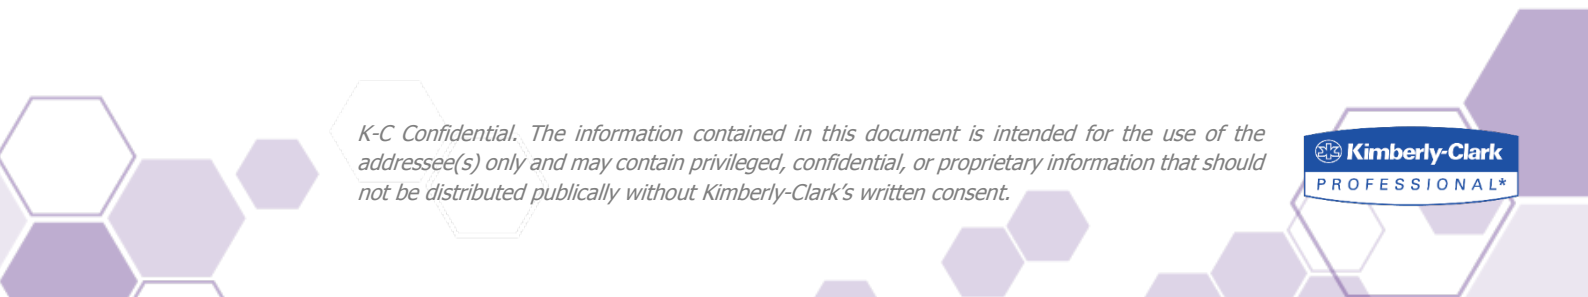 K-C Confidential. The information contained in this document is intended for the use of the
addressee(s) only and may contain privileged, confidential, or proprietary information that should
not be distributed publically without Kimberly-Clark's written consent.
Kimberly-Clark
PROFESSIONAL*